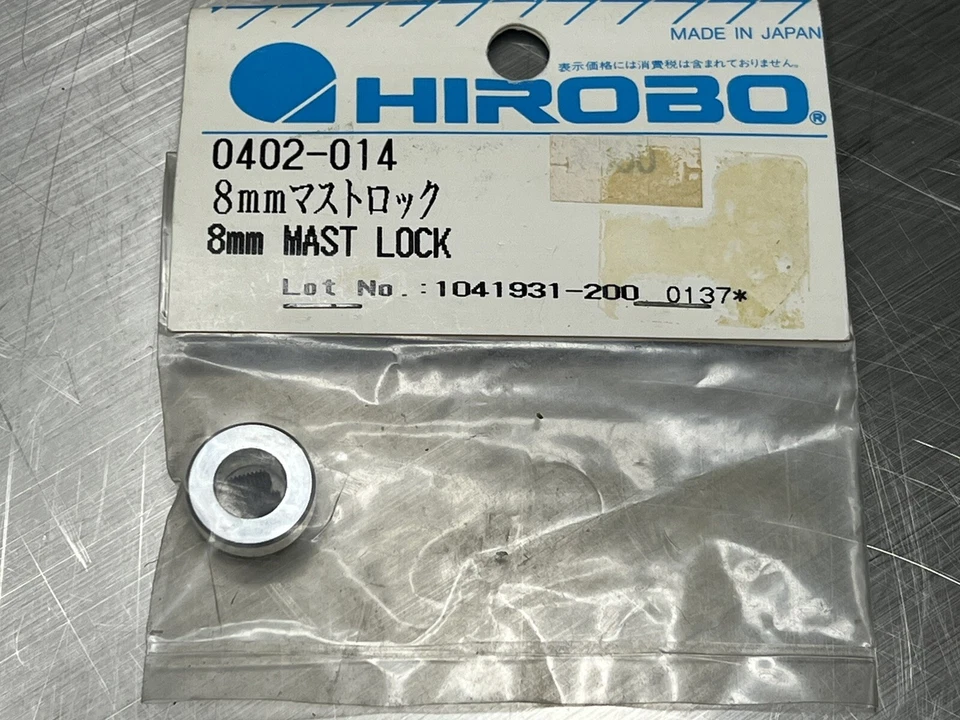 MADE IN JAPAN
表示価格には消費税は含まれておりません。
HIROBO®
0402-014
8mmマストロック
8mm MAST LOCK
Lot No.:1041931-200 0137*